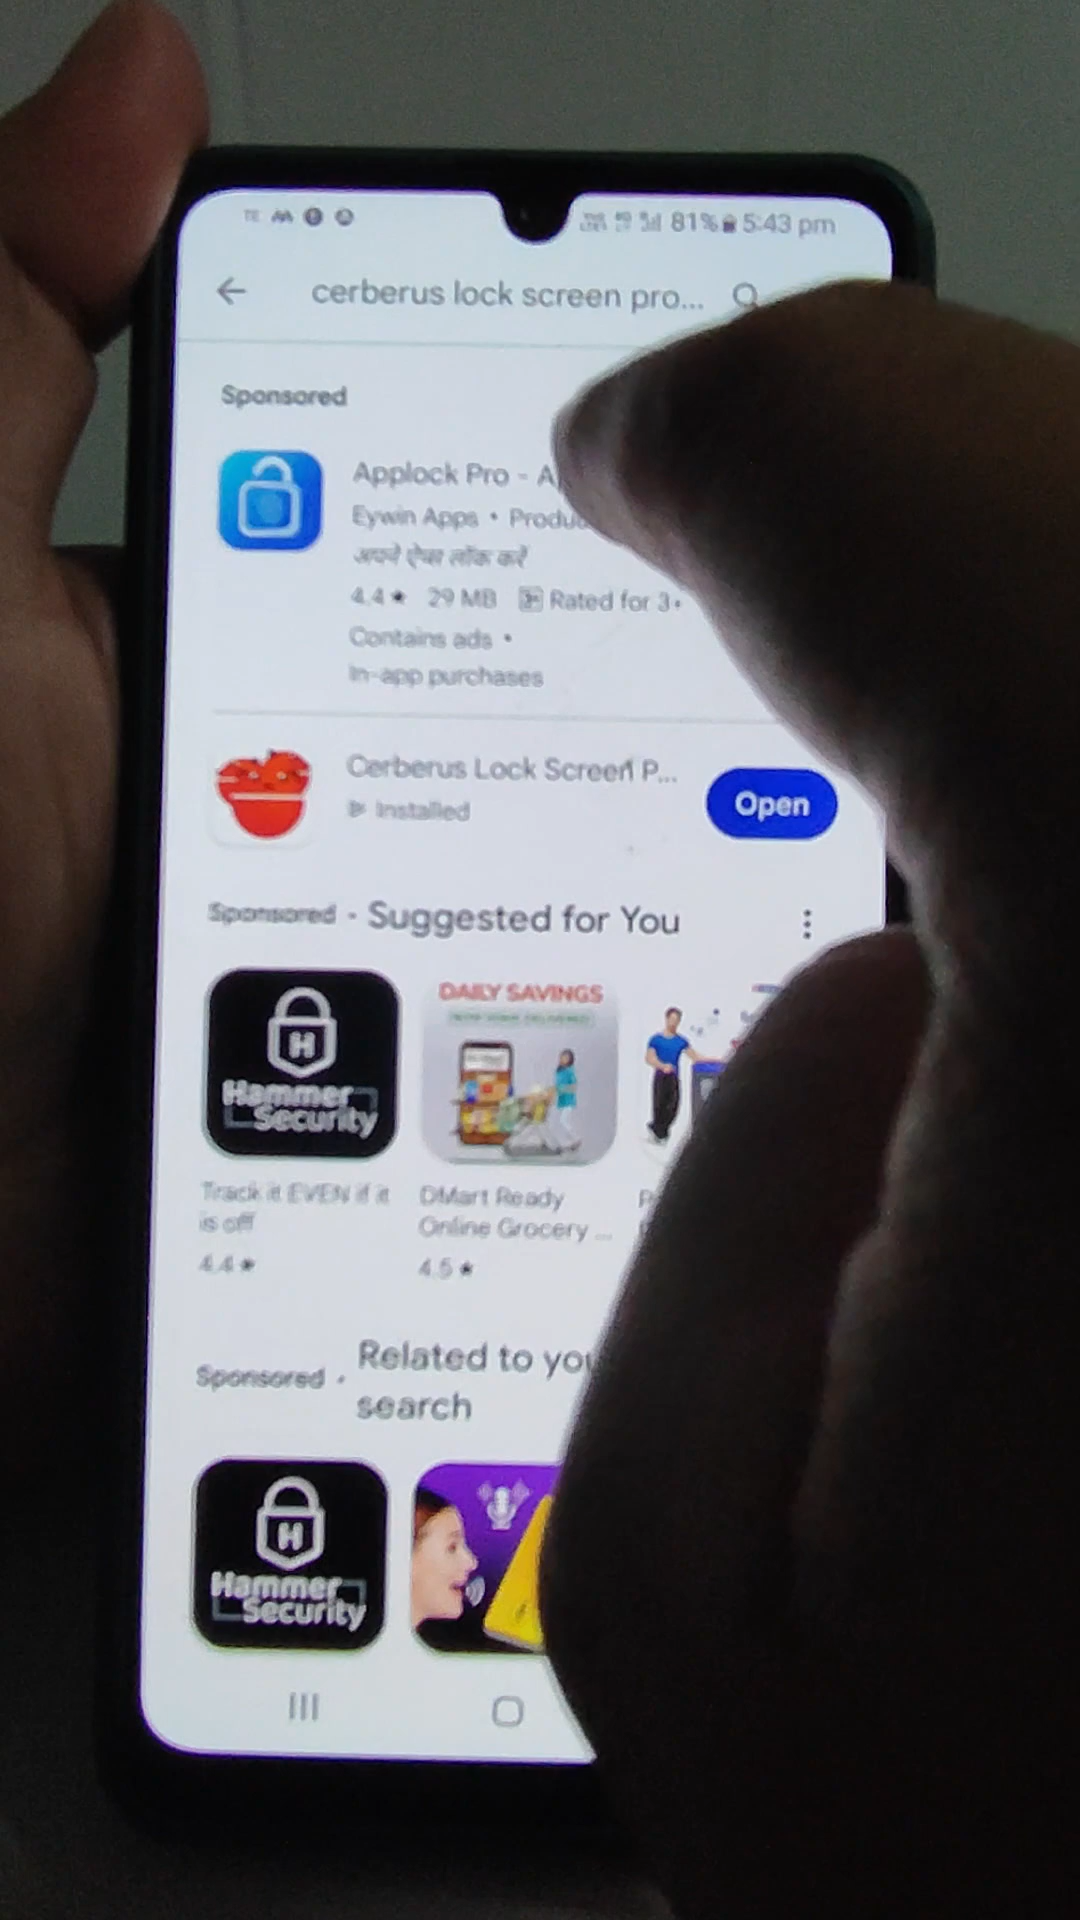 81% 5:43 pm
cerberus lock screen pro...
Sponsored
Applock Pro - A
Eywin Apps • Produc
अपने ऐप्स लॉक करें
4.4★ 29 MB 3+ Rated for 3+
Contains ads •
In-app purchases
Cerberus Lock Screen P...
Installed
Open
Sponsored • Suggested for You
H
Hammer
Security
DAILY SAVINGS
Track it EVEN if it
is off
4.4★
DMart Ready
Online Grocery ...
4.5★
Sponsored •
Related to you
search
H
Hammer
Security